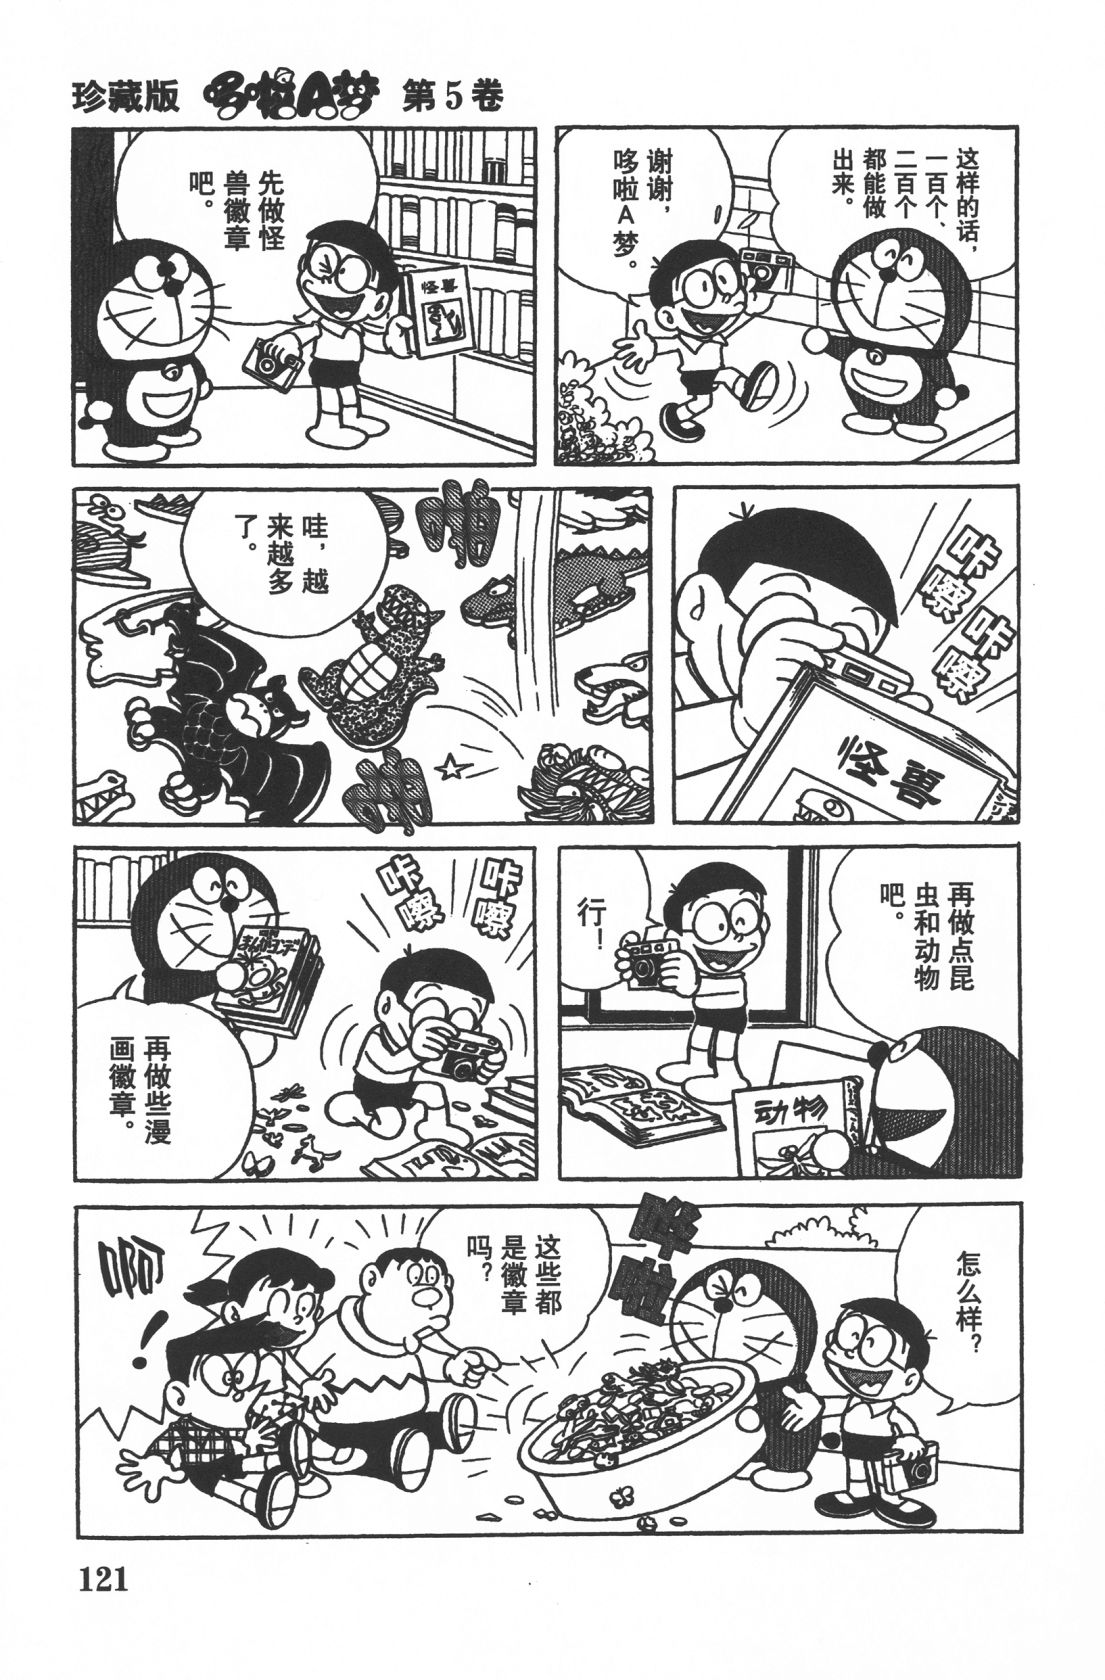 珍藏版 哆啦A梦 第5卷
这样的话，
一百个、
二百个
都能做
出来。
谢谢，
哆啦A梦。
先做怪
兽徽章
吧。
怪兽
咔嚓
咔嚓
怪兽
哇，越
来越多
了。
啪
啪
再做点昆
虫和动物
吧。
行！
动物
咔嚓
咔嚓
再做些漫
画徽章。
怎么样？
哗啦
这些都
是徽章
吗？
啊！
121